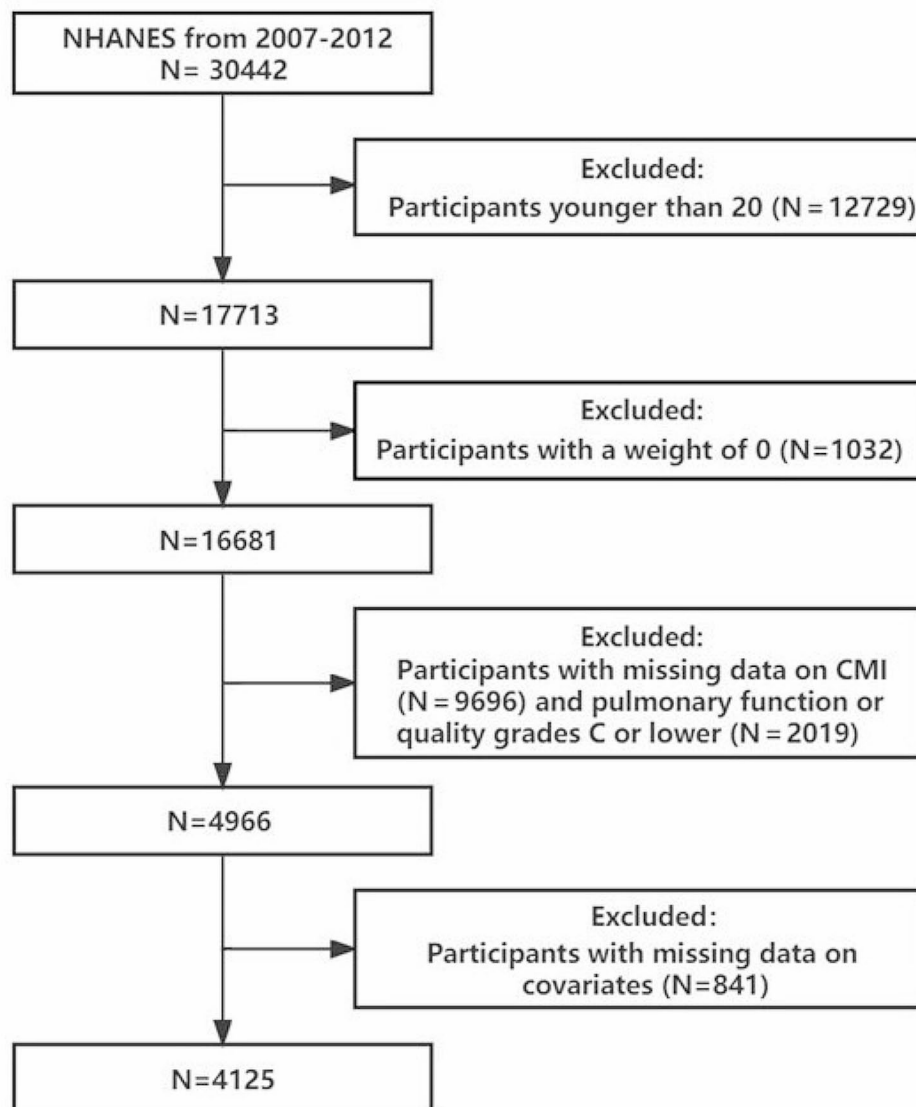 NHANES from 2007-2012
N= 30442
Excluded:
Participants younger than 20 (N = 12729)
N=17713
Excluded:
Participants with a weight of 0 (N=1032)
N=16681
Excluded:
Participants with missing data on CMI
(N = 9696) and pulmonary function or
quality grades C or lower (N = 2019)
N=4966
Excluded:
Participants with missing data on
covariates (N=841)
N=4125